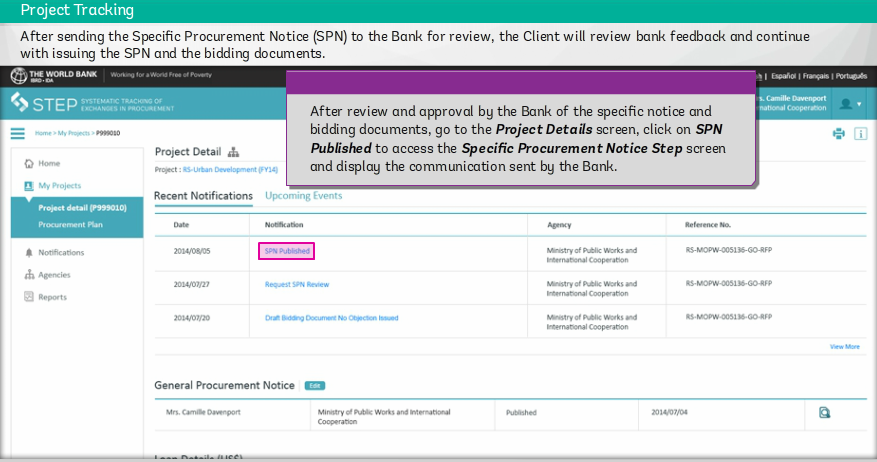 Project Tracking
After sending the Specific Procurement Notice (SPN) to the Bank for review, the Client will review bank feedback and continue
with issuing the SPN and the bidding documents.
THE WORLD BANK
IBRD • IDA
Working for a World Free of Poverty
| Español | Français | Português
STEP
SYSTEMATIC TRACKING OF
EXCHANGES IN PROCUREMENT
Mrs. Camille Davenport
International Cooperation
After review and approval by the Bank of the specific notice and
bidding documents, go to the Project Details screen, click on SPN
Published to access the Specific Procurement Notice Step screen
and display the communication sent by the Bank.
Home > My Projects > P999010
Home
My Projects
Project detail (P999010)
Procurement Plan
Notifications
Agencies
Reports
Project Detail
Project : RS-Urban Development (FY14)
Recent Notifications
Upcoming Events
Date Notification Agency Reference No.
2014/08/05 SPN Published Ministry of Public Works and RS-MOPW-005136-GO-RFP
International Cooperation
2014/07/27 Request SPN Review Ministry of Public Works and RS-MOPW-005136-GO-RFP
International Cooperation
2014/07/20 Draft Bidding Document No Objection Issued Ministry of Public Works and RS-MOPW-005136-GO-RFP
International Cooperation
View More
General Procurement Notice Edit
Mrs. Camille Davenport Ministry of Public Works and International Published 2014/07/04
Cooperation